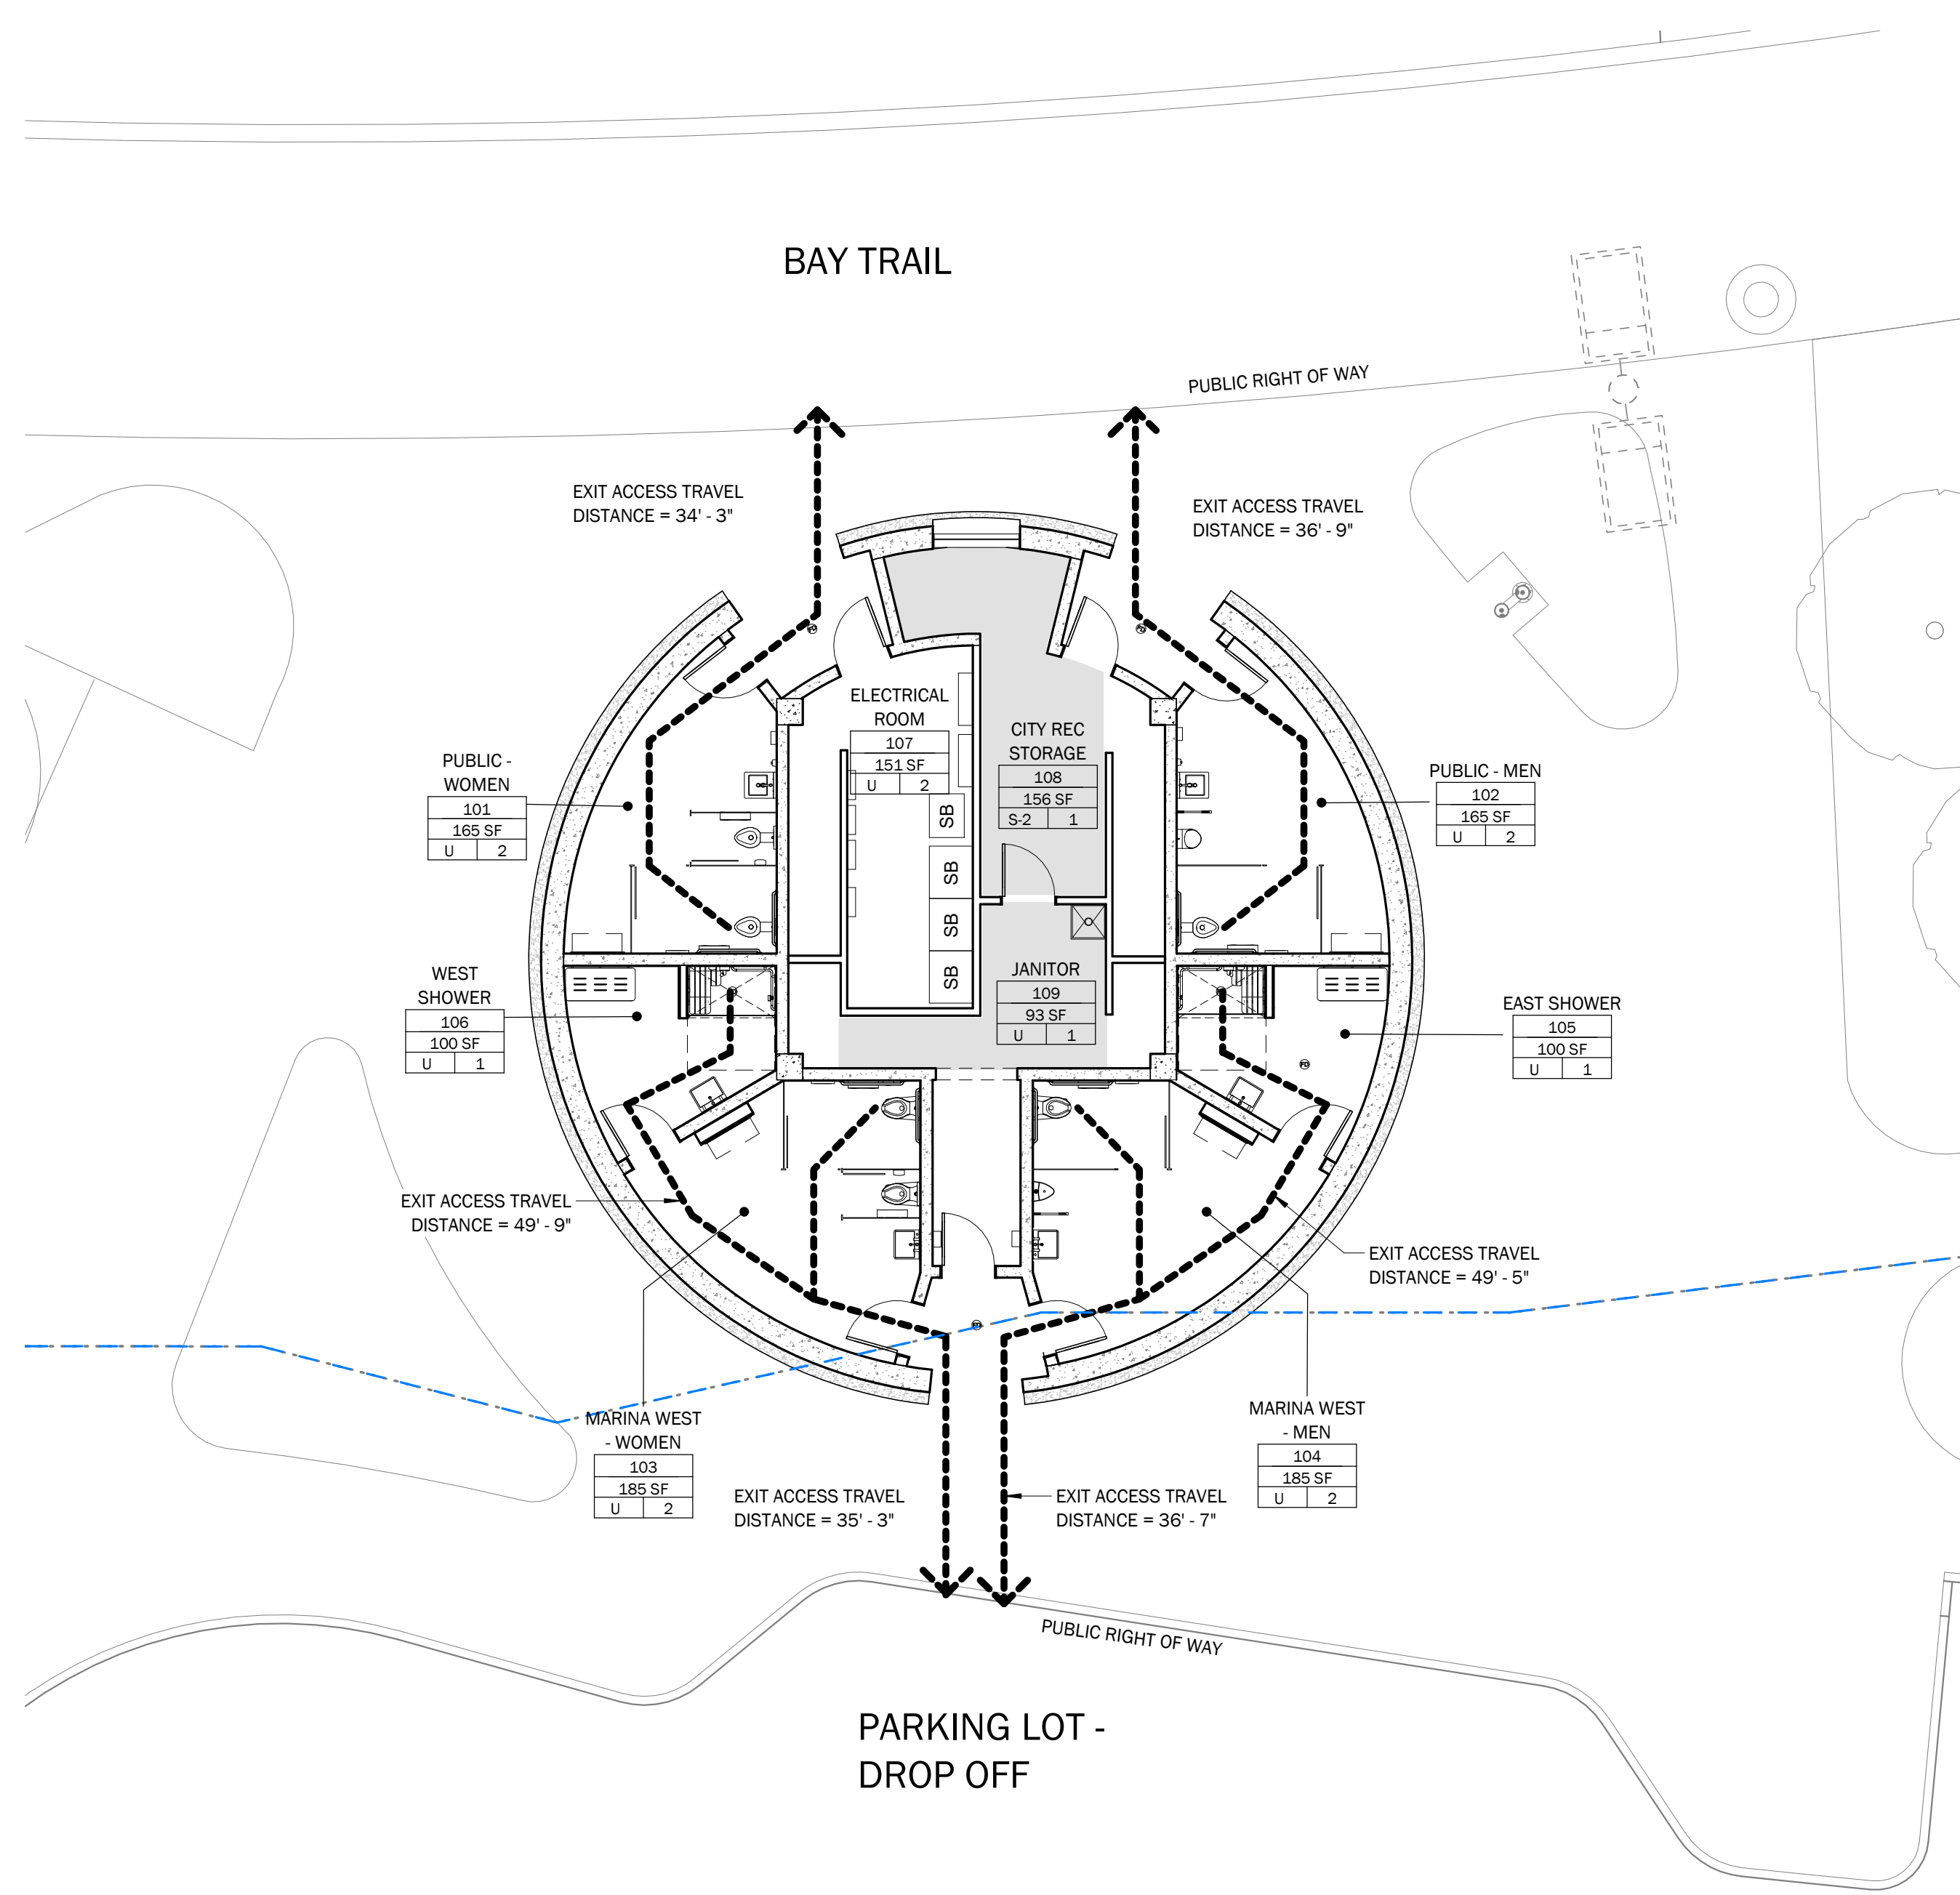 BAY TRAIL
PUBLIC RIGHT OF WAY
EXIT ACCESS TRAVEL
DISTANCE = 34' - 3"
EXIT ACCESS TRAVEL
DISTANCE = 36' - 9"
ELECTRICAL
ROOM
107
151 SF
U 2
CITY REC
STORAGE
108
156 SF
S-2 1
PUBLIC -
WOMEN
101
165 SF
U 2
PUBLIC - MEN
102
165 SF
U 2
SB
SB
SB
SB
WEST
SHOWER
106
100 SF
U 1
JANITOR
109
93 SF
U 1
EAST SHOWER
105
100 SF
U 1
FD
FD
FD
FD
EXIT ACCESS TRAVEL
DISTANCE = 49' - 9"
EXIT ACCESS TRAVEL
DISTANCE = 49' - 5"
MARINA WEST
- WOMEN
103
185 SF
U 2
MARINA WEST
- MEN
104
185 SF
U 2
EXIT ACCESS TRAVEL
DISTANCE = 35' - 3"
EXIT ACCESS TRAVEL
DISTANCE = 36' - 7"
PUBLIC RIGHT OF WAY
PARKING LOT -
DROP OFF